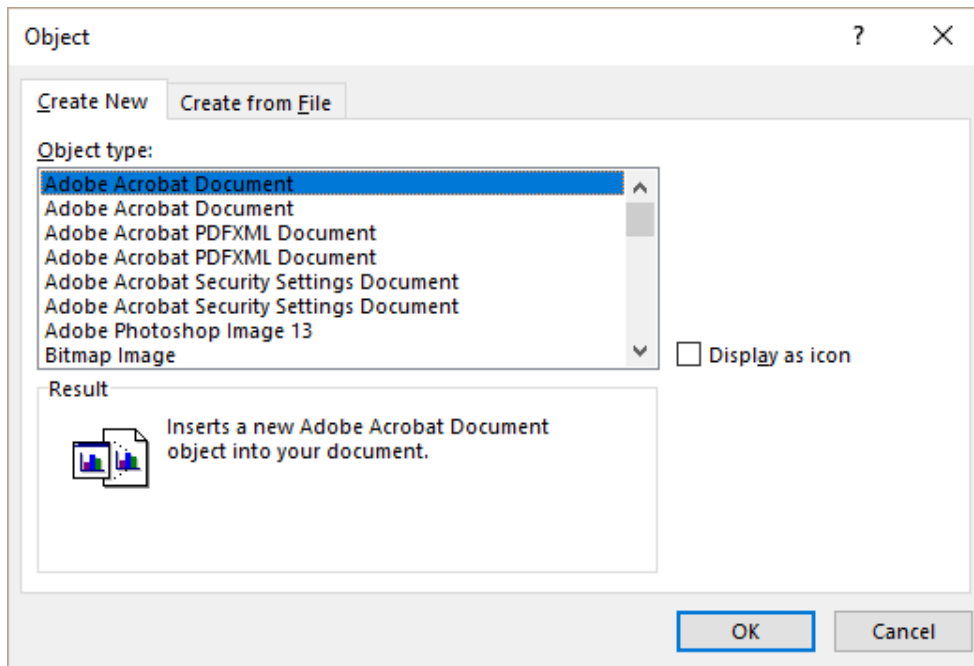 Object
?
Create New
Create from File
Object type:
Adobe Acrobat Document
Adobe Acrobat Document
Adobe Acrobat PDFXML Document
Adobe Acrobat PDFXML Document
Adobe Acrobat Security Settings Document
Adobe Acrobat Security Settings Document
Adobe Photoshop Image 13
Bitmap Image
Display as icon
Result
Inserts a new Adobe Acrobat Document
object into your document.
OK
Cancel